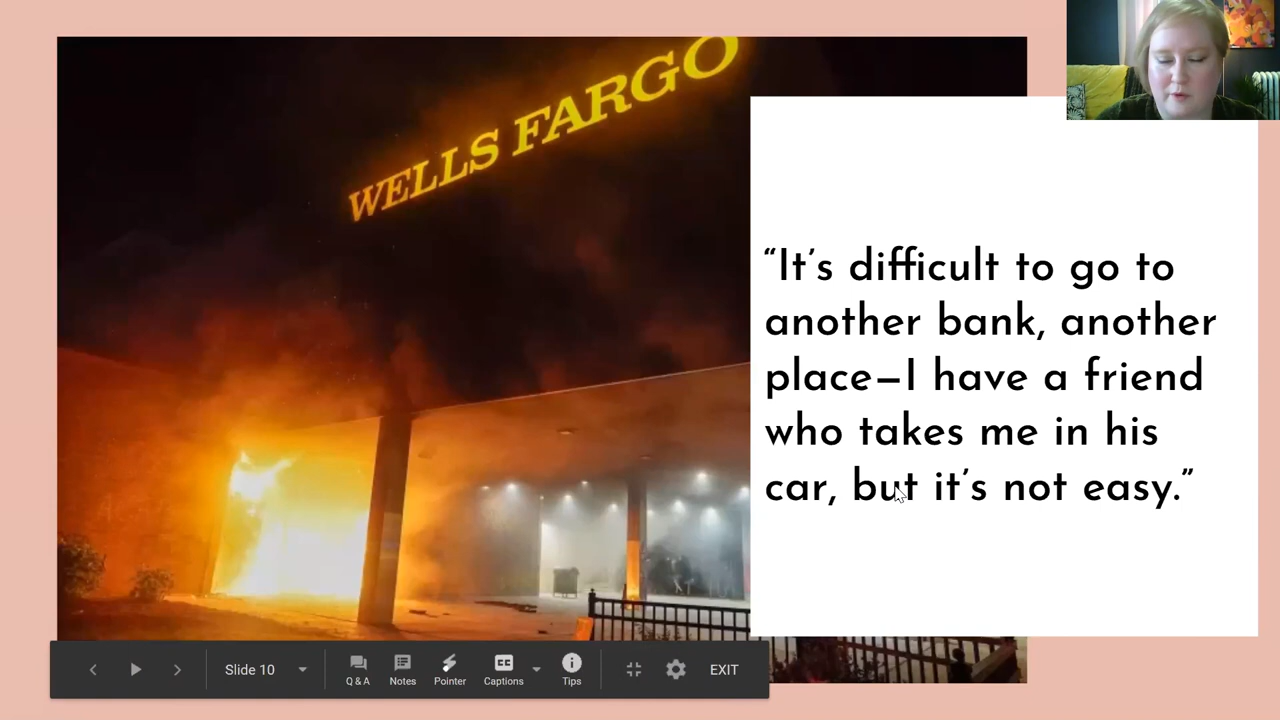 WELLS FARGO
“It’s difficult to go to
another bank, another
place—I have a friend
who takes me in his
car, but it’s not easy.”
Slide 10
Q & A
Notes
Pointer
CC
Captions
Tips
EXIT